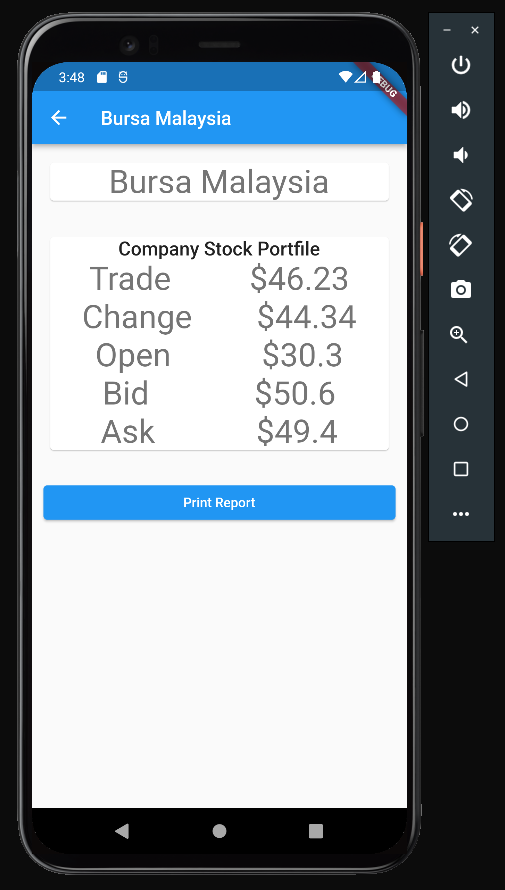 3:48
DEBUG
Bursa Malaysia
Bursa Malaysia
Company Stock Portfile
Trade $46.23
Change $44.34
Open $30.3
Bid $50.6
Ask $49.4
Print Report